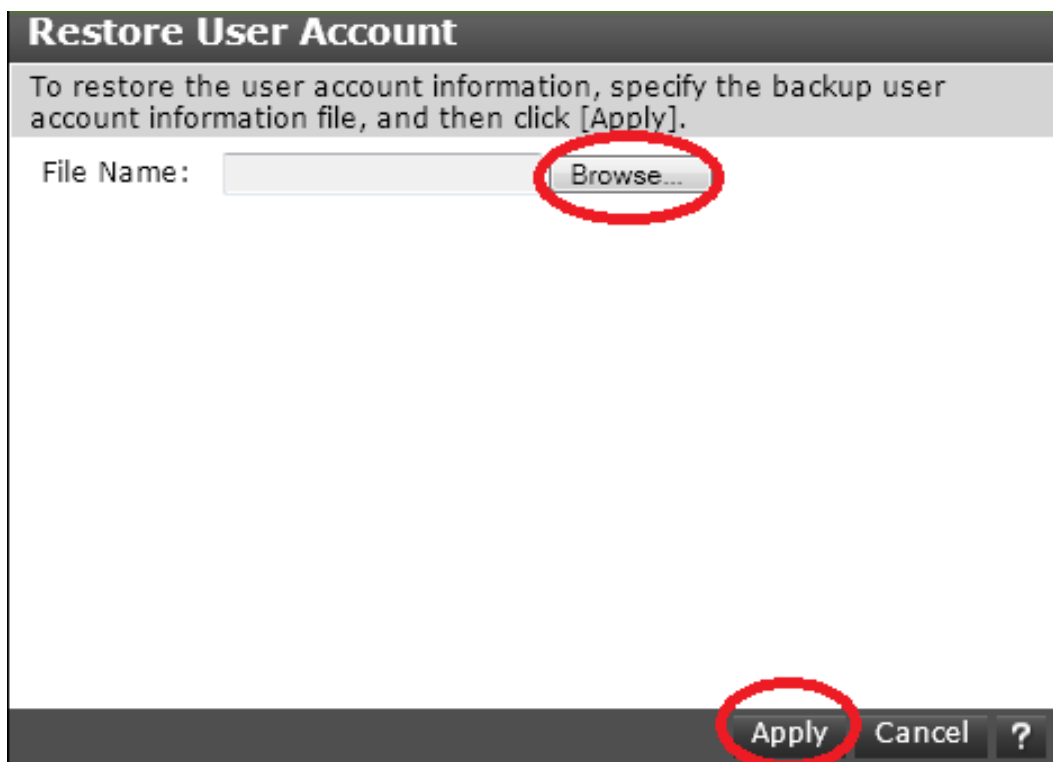 Restore User Account
To restore the user account information, specify the backup user
account information file, and then click [Apply].
File Name:
Browse...
Apply Cancel ?